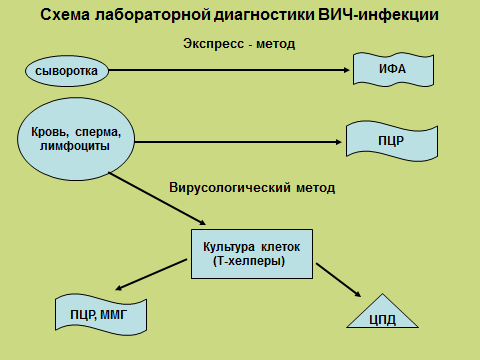 Схема лабораторной диагностики ВИЧ-инфекции
Экспресс - метод
сыворотка
ИФА
Кровь, сперма,
лимфоциты
ПЦР
Вирусологический метод
Культура клеток
(Т-хелперы)
ПЦР, ММГ
ЦПД